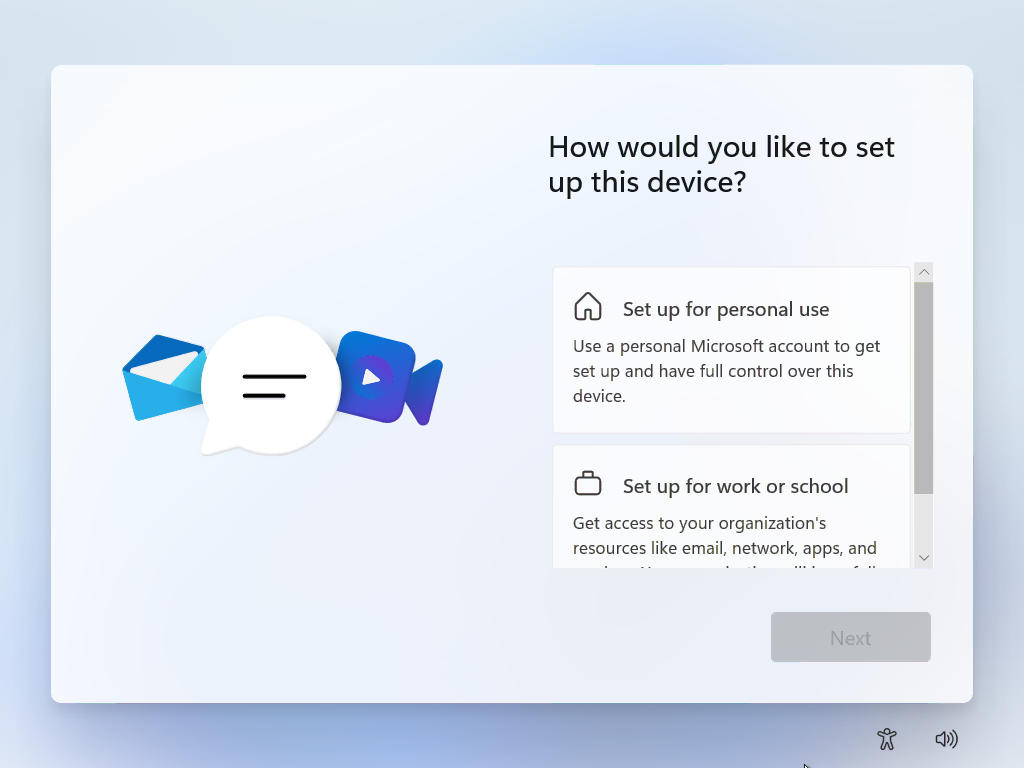 How would you like to set
up this device?
Set up for personal use
Use a personal Microsoft account to get
set up and have full control over this
device.
Set up for work or school
Get access to your organization's
resources like email, network, apps, and
Next